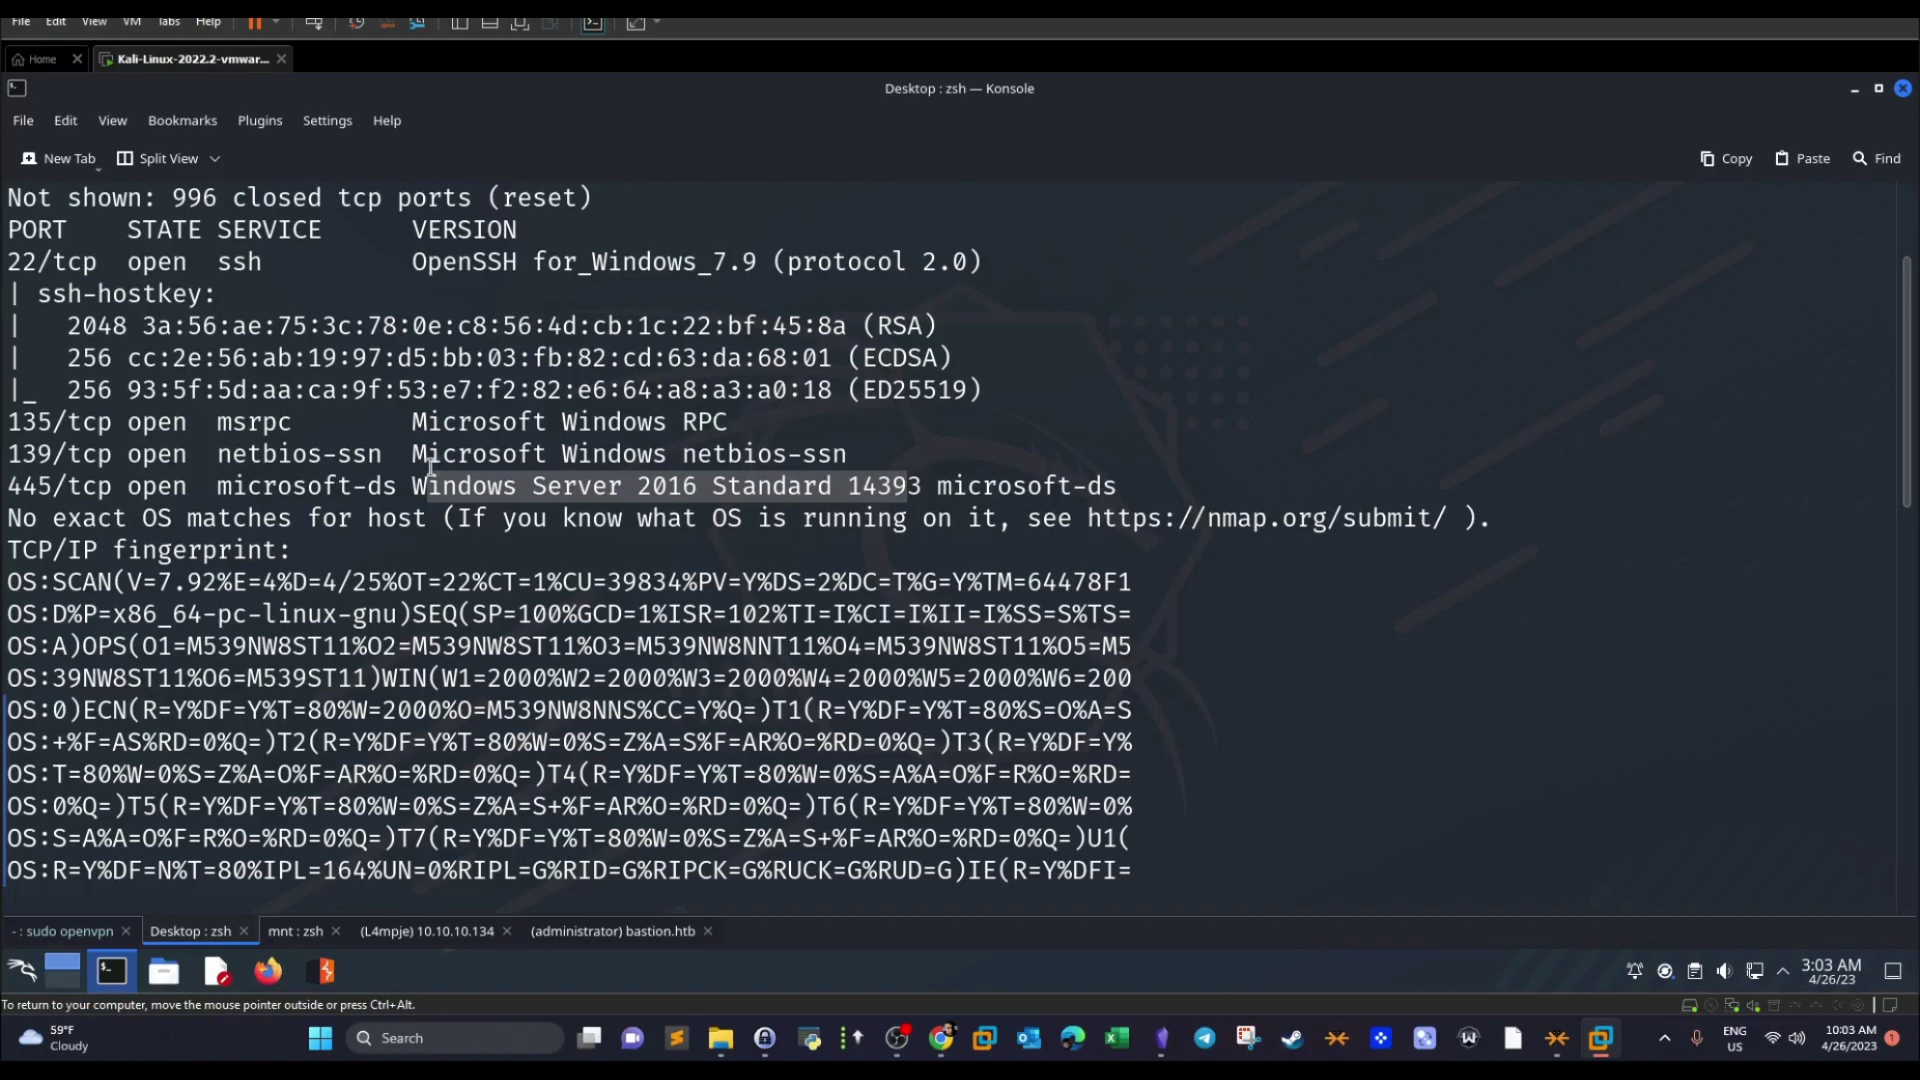 File Edit View VM Tabs Help
Home Kali-Linux-2022.2-vmwar...
Desktop : zsh — Konsole
File Edit View Bookmarks Plugins Settings Help
New Tab Split View Copy Paste Find
Not shown: 996 closed tcp ports (reset)
PORT STATE SERVICE VERSION
22/tcp open ssh OpenSSH for_Windows_7.9 (protocol 2.0)
| ssh-hostkey:
| 2048 3a:56:ae:75:3c:78:0e:c8:56:4d:cb:1c:22:bf:45:8a (RSA)
| 256 cc:2e:56:ab:19:97:d5:bb:03:fb:82:cd:63:da:68:01 (ECDSA)
|_ 256 93:5f:5d:aa:ca:9f:53:e7:f2:82:e6:64:a8:a3:a0:18 (ED25519)
135/tcp open msrpc Microsoft Windows RPC
139/tcp open netbios-ssn Microsoft Windows netbios-ssn
445/tcp open microsoft-ds Windows Server 2016 Standard 14393 microsoft-ds
No exact OS matches for host (If you know what OS is running on it, see https://nmap.org/submit/ ).
TCP/IP fingerprint:
OS:SCAN(V=7.92%E=4%D=4/25%OT=22%CT=1%CU=39834%PV=Y%DS=2%DC=T%G=Y%TM=64478F1
OS:D%P=x86_64-pc-linux-gnu)SEQ(SP=100%GCD=1%ISR=102%TI=I%CI=I%II=I%SS=S%TS=
OS:A)OPS(O1=M539NW8ST11%O2=M539NW8ST11%O3=M539NW8NNT11%O4=M539NW8ST11%O5=M5
OS:39NW8ST11%O6=M539ST11)WIN(W1=2000%W2=2000%W3=2000%W4=2000%W5=2000%W6=200
OS:0)ECN(R=Y%DF=Y%T=80%W=2000%O=M539NW8NNS%CC=Y%Q=)T1(R=Y%DF=Y%T=80%S=O%A=S
OS:+%F=AS%RD=0%Q=)T2(R=Y%DF=Y%T=80%W=0%S=Z%A=S%F=AR%O=%RD=0%Q=)T3(R=Y%DF=Y%
OS:T=80%W=0%S=Z%A=O%F=AR%O=%RD=0%Q=)T4(R=Y%DF=Y%T=80%W=0%S=A%A=O%F=R%O=%RD=
OS:0%Q=)T5(R=Y%DF=Y%T=80%W=0%S=Z%A=S+%F=AR%O=%RD=0%Q=)T6(R=Y%DF=Y%T=80%W=0%
OS:S=A%A=O%F=R%O=%RD=0%Q=)T7(R=Y%DF=Y%T=80%W=0%S=Z%A=S+%F=AR%O=%RD=0%Q=)U1(
OS:R=Y%DF=N%T=80%IPL=164%UN=0%RIPL=G%RID=G%RIPCK=G%RUCK=G%RUD=G)IE(R=Y%DFI=
- : sudo openvpn Desktop : zsh mnt : zsh (L4mpje) 10.10.10.134 (administrator) bastion.htb
3:03 AM
4/26/23
To return to your computer, move the mouse pointer outside or press Ctrl+Alt.
59°F
Cloudy
Search
ENG
US
10:03 AM
4/26/2023
1